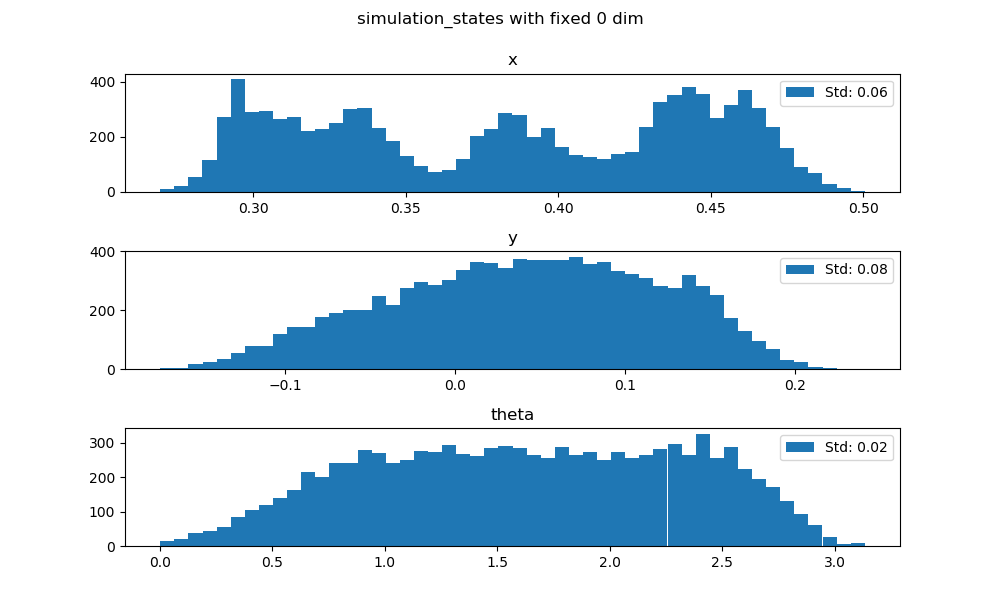 simulation_states with fixed 0 dim
x
400
200
0
Std: 0.06
0.30 0.35 0.40 0.45 0.50
y
400
200
0
Std: 0.08
−0.1 0.0 0.1 0.2
theta
300
200
100
0
Std: 0.02
0.0 0.5 1.0 1.5 2.0 2.5 3.0